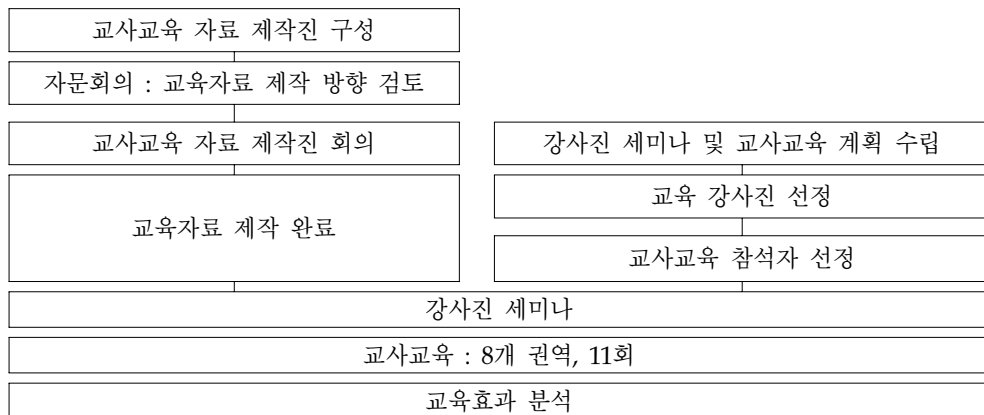 교사교육 자료 제작진 구성
자문회의 : 교육자료 제작 방향 검토
교사교육 자료 제작진 회의
교육자료 제작 완료
강사진 세미나 및 교사교육 계획 수립
교육 강사진 선정
교사교육 참석자 선정
강사진 세미나
교사교육 : 8개 권역, 11회
교육효과 분석